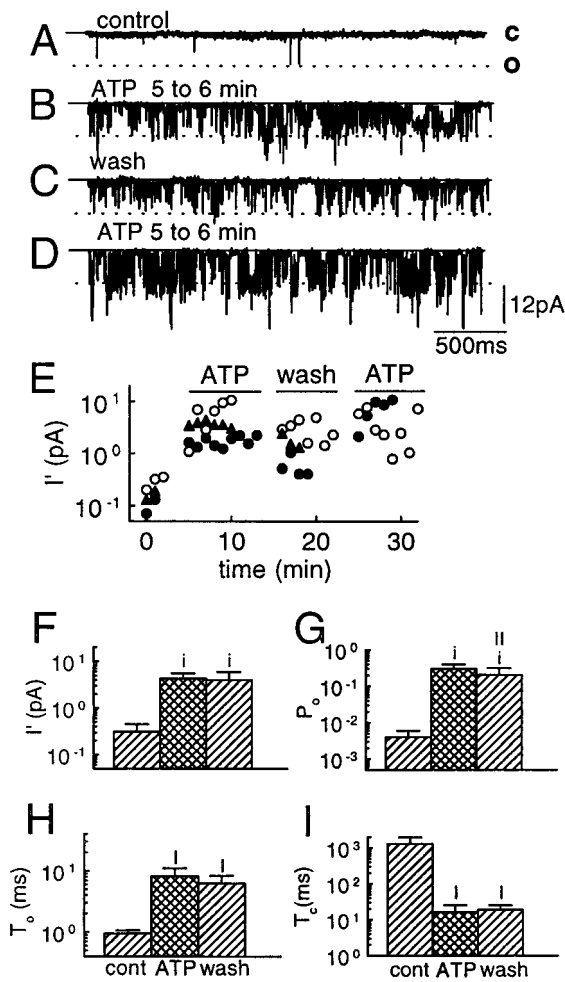 A control c
o
B ATP 5 to 6 min
C wash
D ATP 5 to 6 min
12pA
500ms
E ATP wash ATP
I' (pA)
10¹
10⁰
10⁻¹
0 10 20 30
time (min)
F
I' (pA)
10¹
10⁰
10⁻¹
i i
G
Pₒ
10⁰
10⁻¹
10⁻²
10⁻³
II
i i
H
Tₒ (ms)
10¹
10⁰
I I
cont ATP wash
I
T꜀(ms)
10³
10²
10¹
10⁰
I I
cont ATP wash